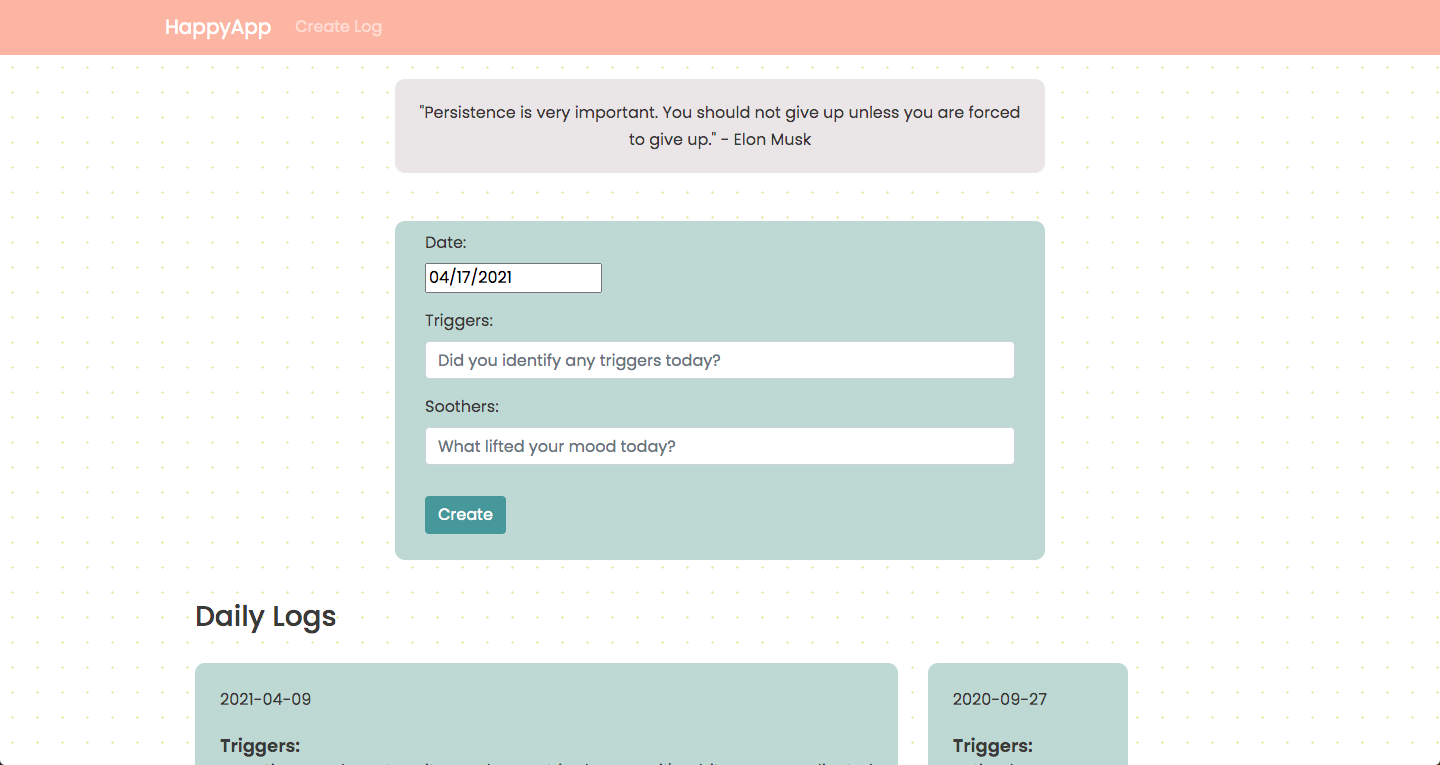 HappyApp Create Log
"Persistence is very important. You should not give up unless you are forced
to give up." - Elon Musk
Date:
04/17/2021
Triggers:
Did you identify any triggers today?
Soothers:
What lifted your mood today?
Create
Daily Logs
2021-04-09
Triggers:
2020-09-27
Triggers: